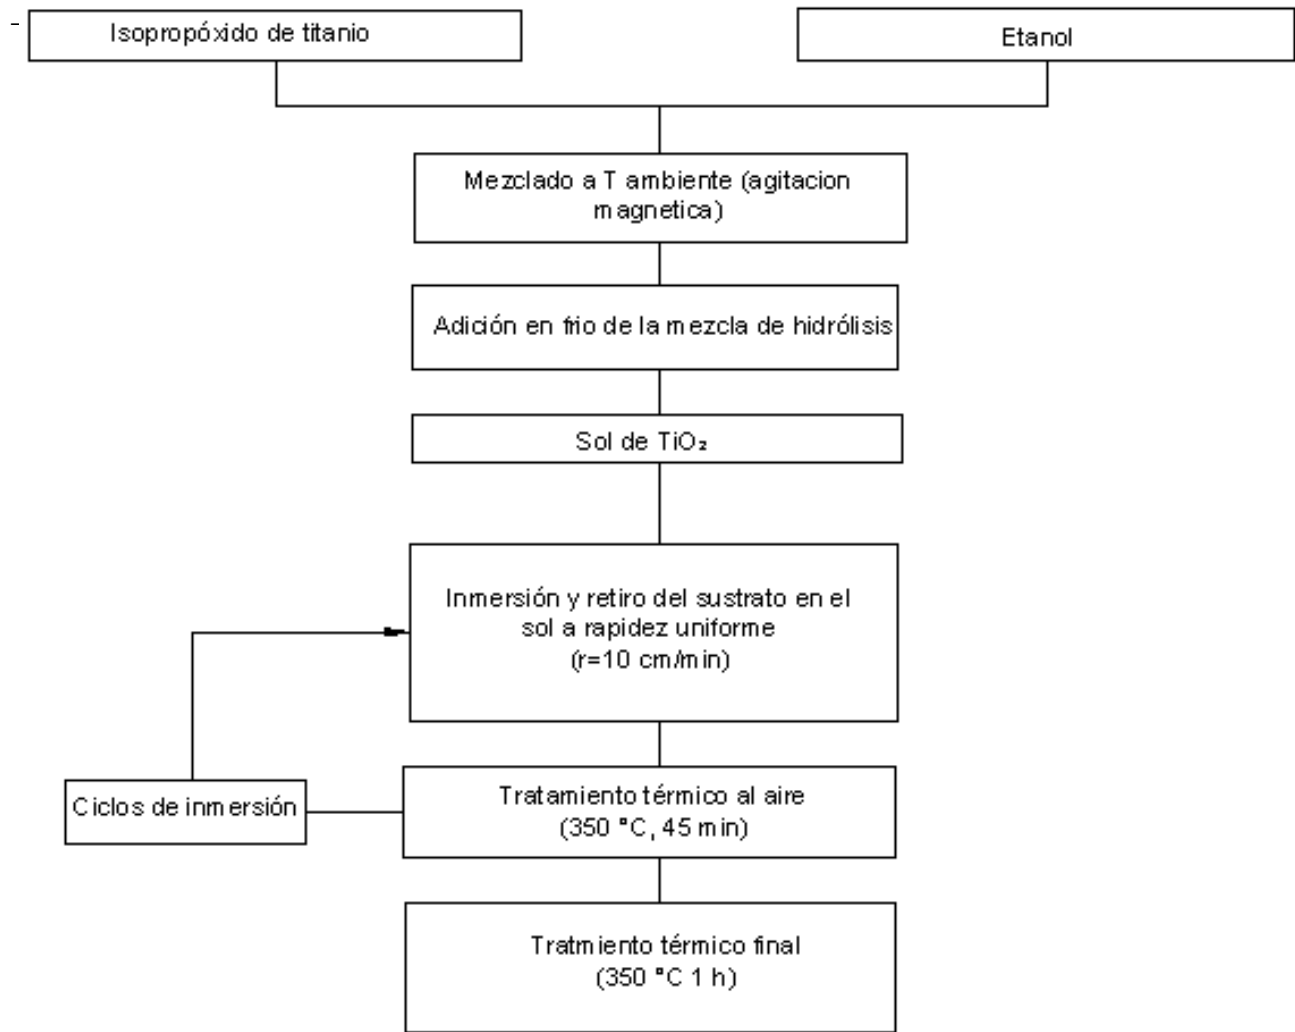 Isopropóxido de titanio
Etanol
Mezclado a T ambiente (agitacion
magnetica)
Adición en frio de la mezcla de hidrólisis
Sol de TiO₂
Inmersión y retiro del sustrato en el
sol a rapidez uniforme
(r=10 cm/min)
Ciclos de inmersión
Tratamiento térmico al aire
(350 °C, 45 min)
Tratmiento térmico final
(350 °C 1 h)